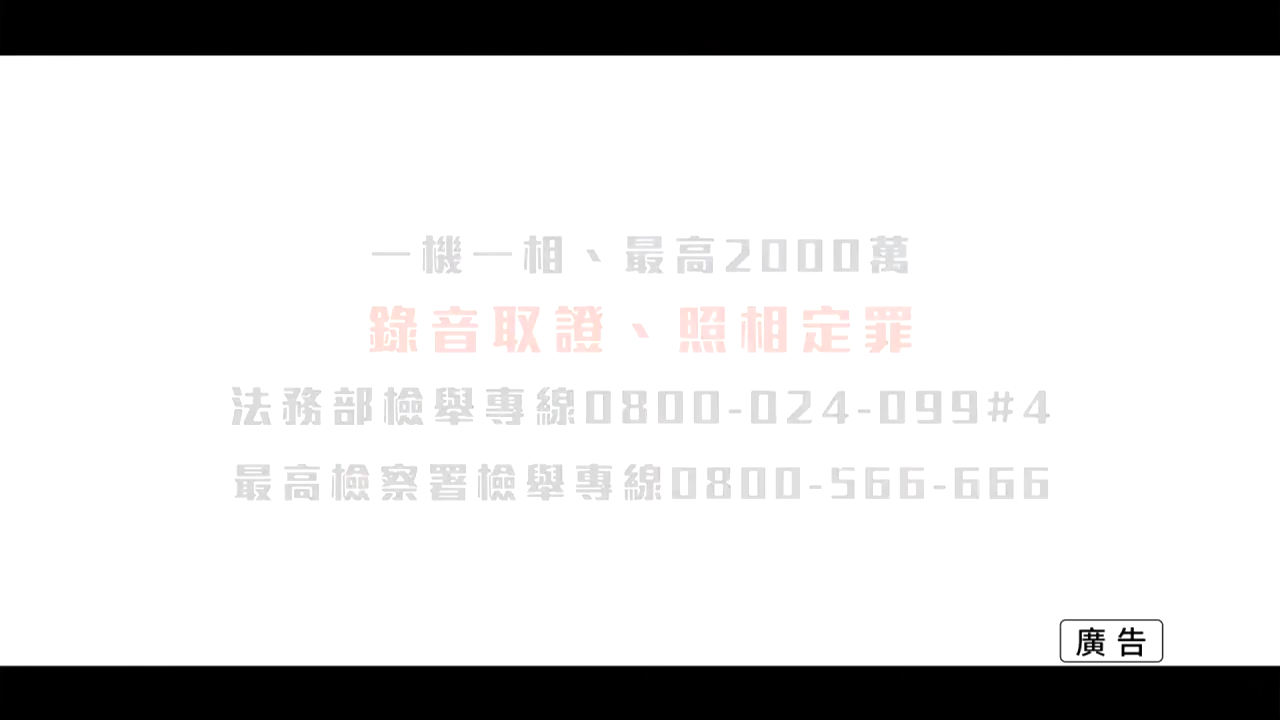 一機一相、最高2000萬
錄音取證、照相定罪
法務部檢舉專線0800-024-099#4
最高檢察署檢舉專線0800-566-666
廣告